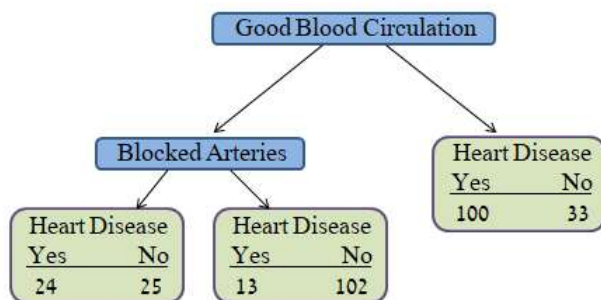 Good Blood Circulation
Blocked Arteries
Heart Disease
Yes No
100 33
Heart Disease
Yes No
24 25
Heart Disease
Yes No
13 102